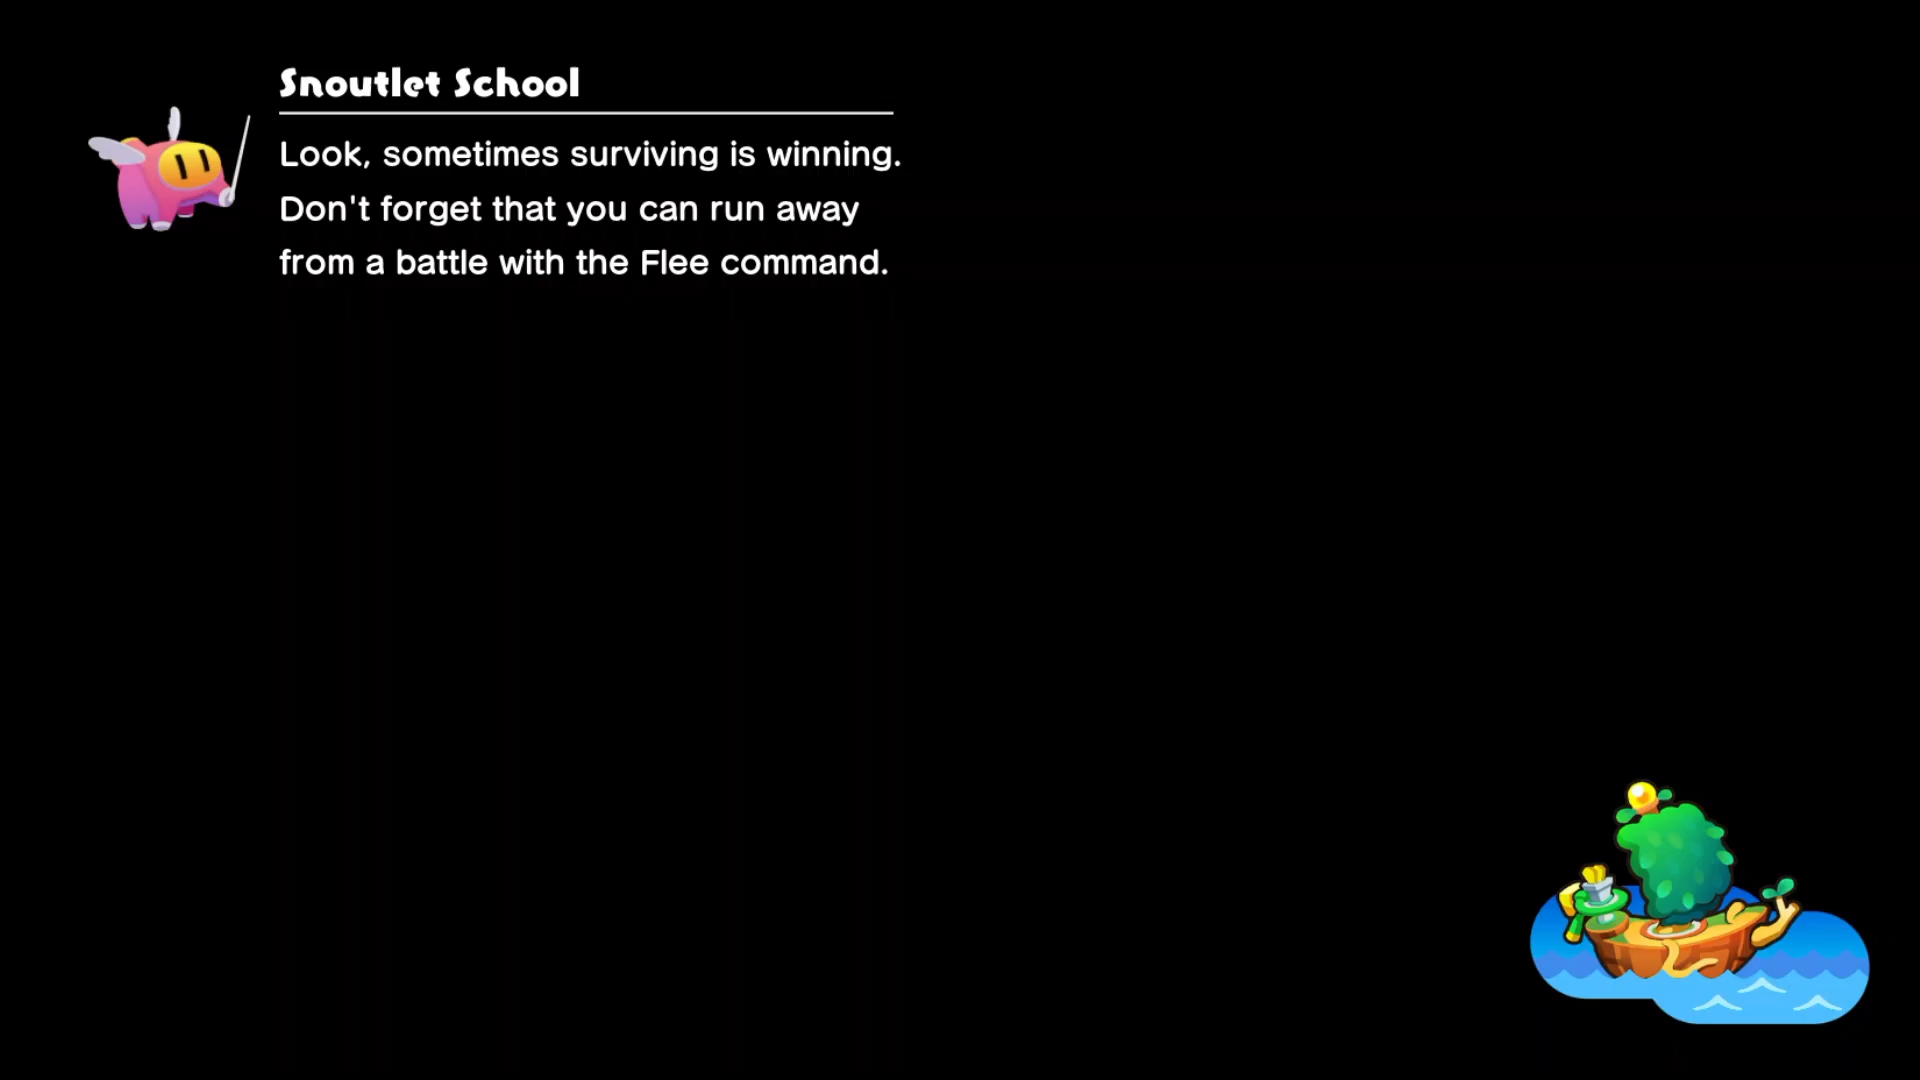 Snoutlet School
Look, sometimes surviving is winning.
Don't forget that you can run away
from a battle with the Flee command.